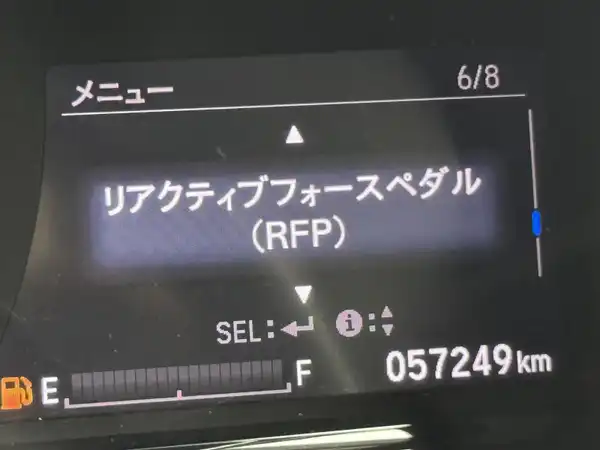 メニュー 6/8
リアクティブフォースペダル
(RFP)
SEL:
i:
E F 057249km